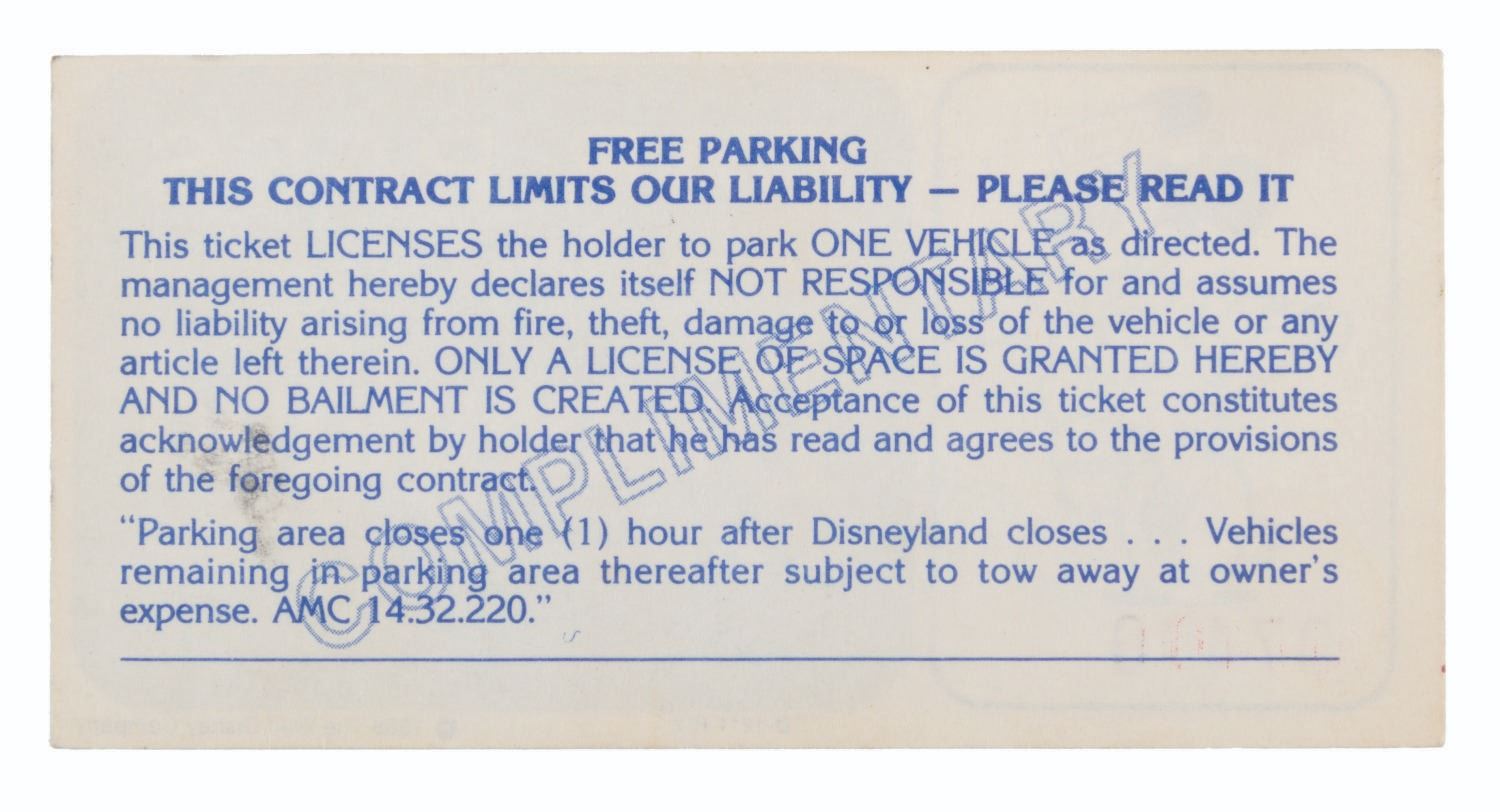 FREE PARKING
THIS CONTRACT LIMITS OUR LIABILITY — PLEASE READ IT
This ticket LICENSES the holder to park ONE VEHICLE as directed. The
management hereby declares itself NOT RESPONSIBLE for and assumes
no liability arising from fire, theft, damage to or loss of the vehicle or any
article left therein. ONLY A LICENSE OF SPACE IS GRANTED HEREBY
AND NO BAILMENT IS CREATED. Acceptance of this ticket constitutes
acknowledgement by holder that he has read and agrees to the provisions
of the foregoing contract.
“Parking area closes one (1) hour after Disneyland closes . . . Vehicles
remaining in parking area thereafter subject to tow away at owner's
expense. AMC 14.32.220.”
COMPLIMENTARY